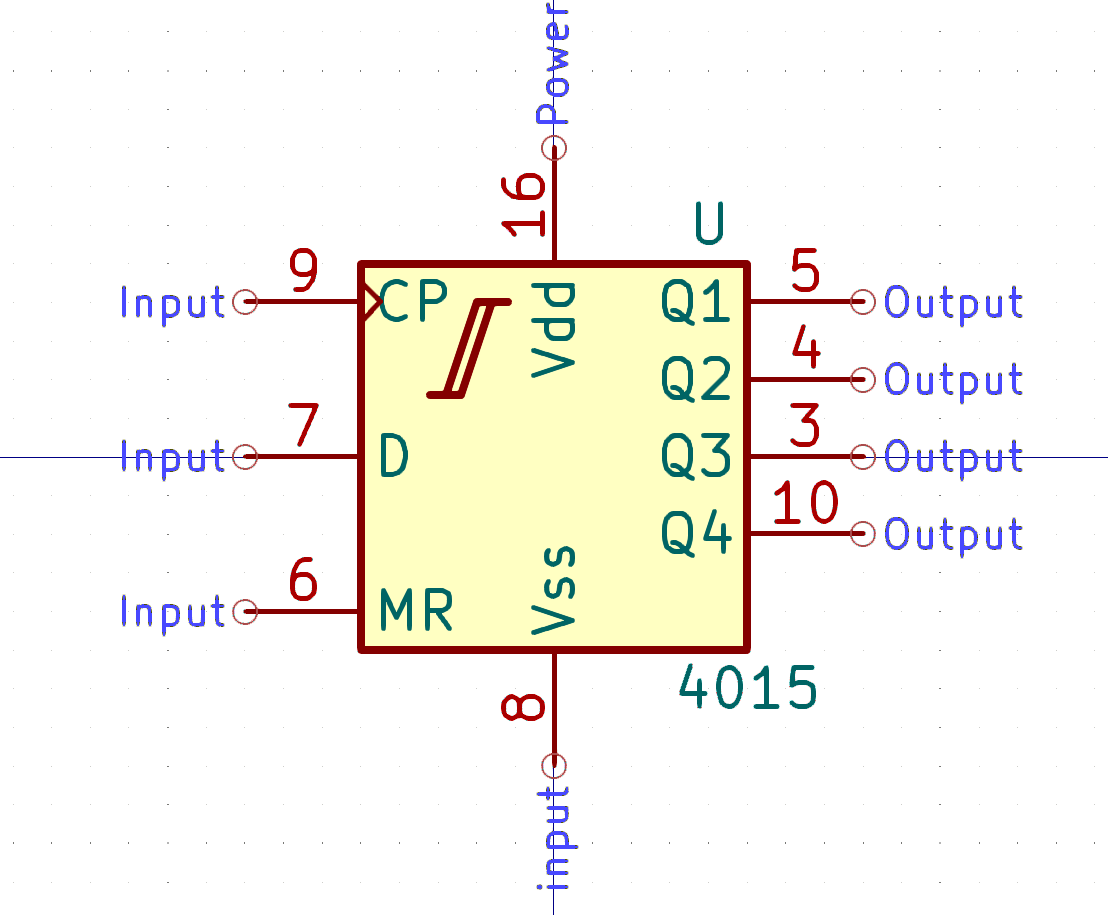 Power
16
U
9
5
Input
CP
Vdd
Q1
Output
4
Q2
Output
7
3
Input
D
Q3
Output
10
Q4
Output
6
Input
MR
Vss
8
4015
input